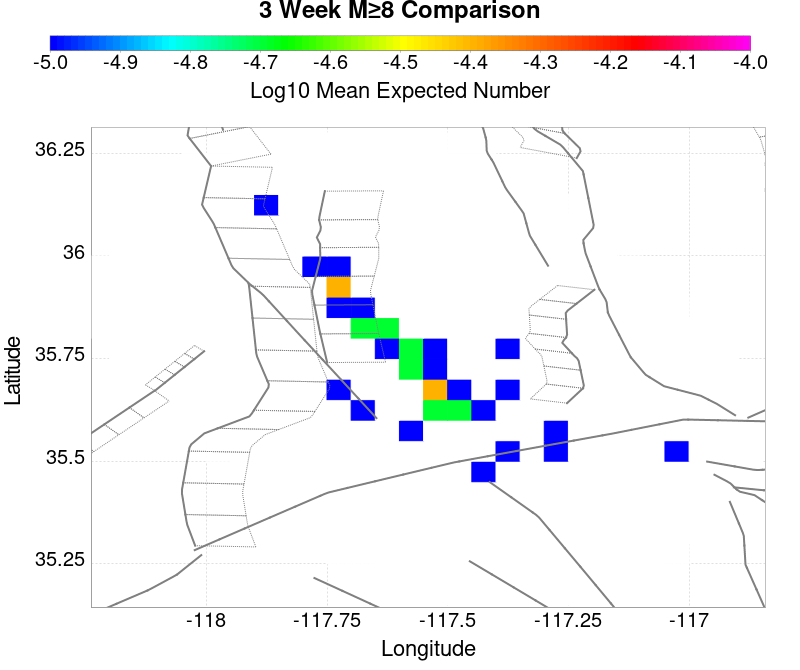 3 Week M≥8 Comparison
-5.0 -4.9 -4.8 -4.7 -4.6 -4.5 -4.4 -4.3 -4.2 -4.1 -4.0
Log10 Mean Expected Number
36.25
36
35.75
35.5
35.25
Latitude
-118 -117.75 -117.5 -117.25 -117
Longitude